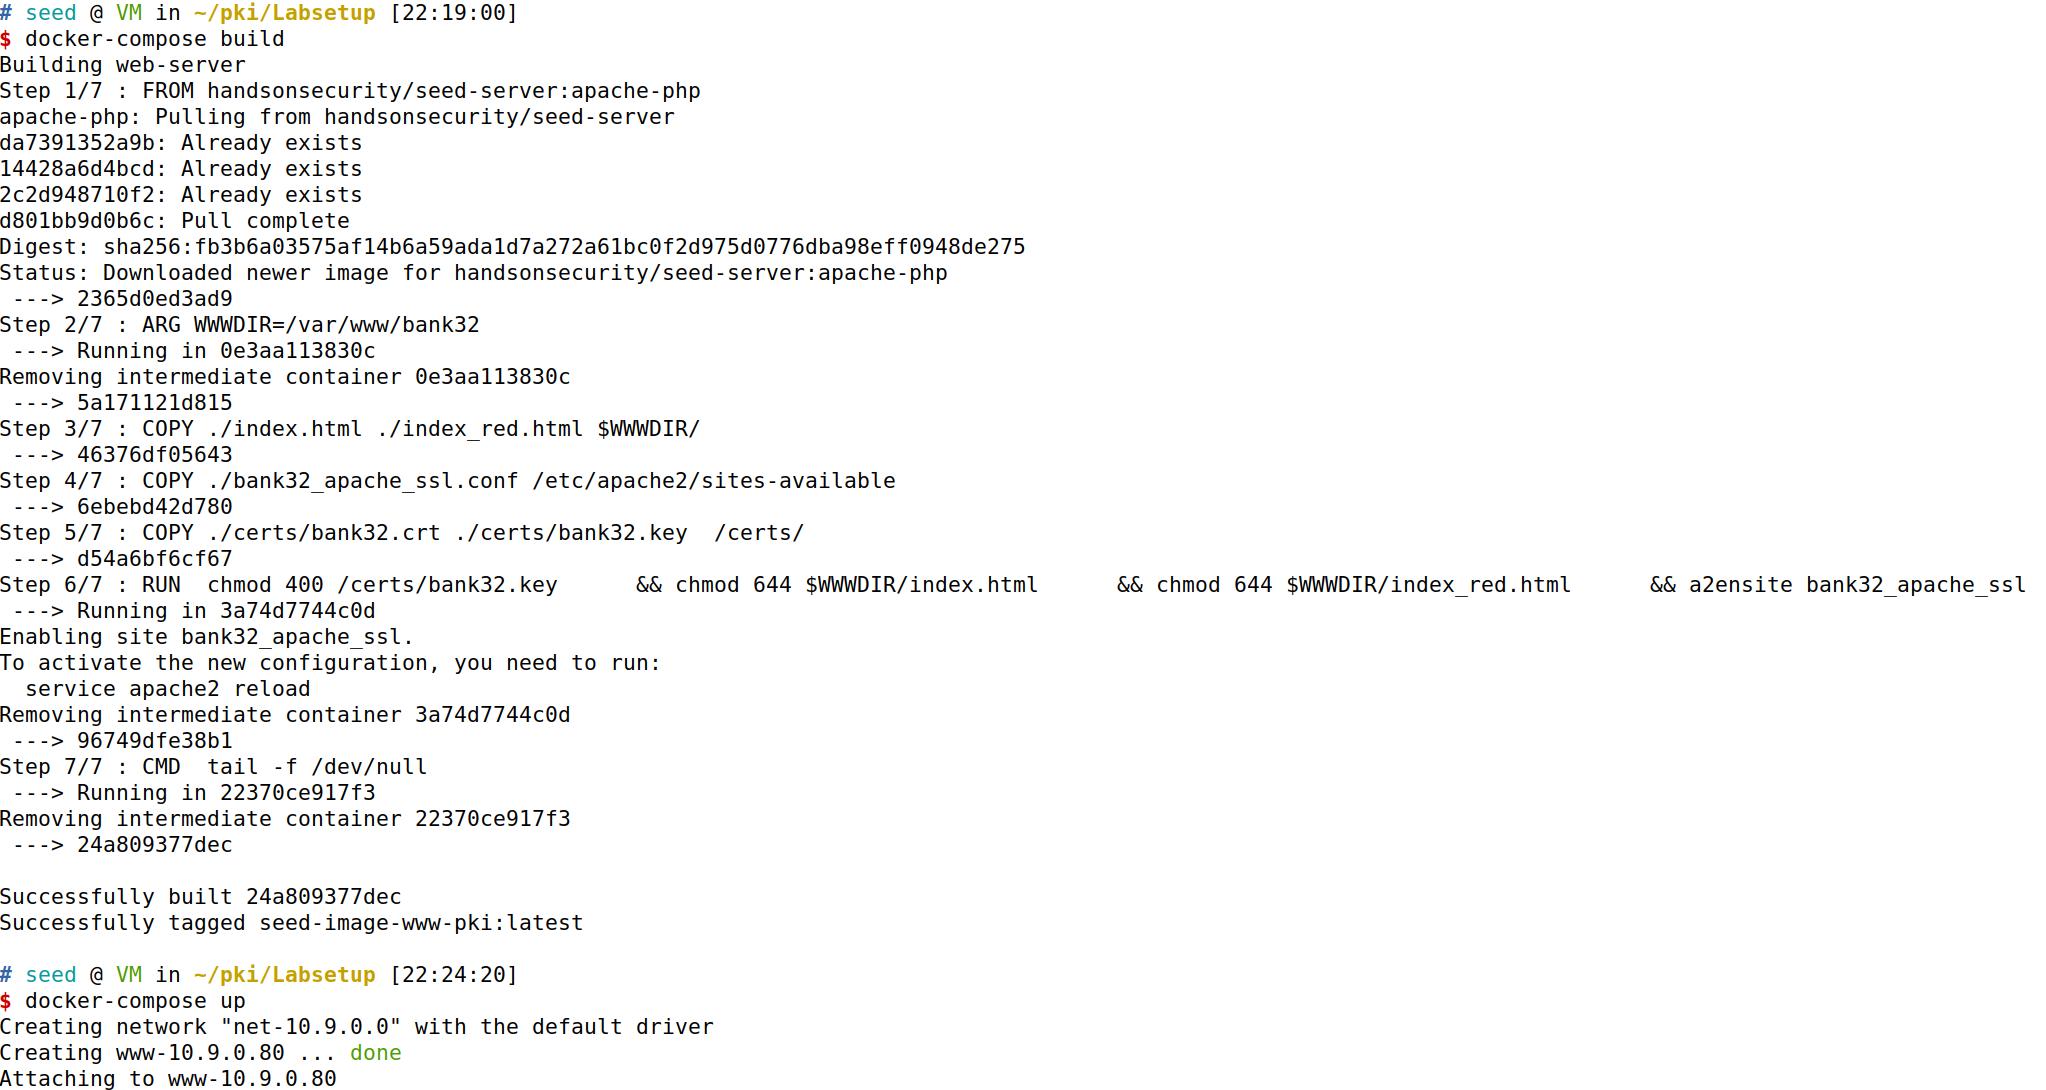 # seed @ VM in ~/pki/Labsetup [22:19:00]
$ docker-compose build
Building web-server
Step 1/7 : FROM handsonsecurity/seed-server:apache-php
apache-php: Pulling from handsonsecurity/seed-server
da7391352a9b: Already exists
14428a6d4bcd: Already exists
2c2d948710f2: Already exists
d801bb9d0b6c: Pull complete
Digest: sha256:fb3b6a03575af14b6a59ada1d7a272a61bc0f2d975d0776dba98eff0948de275
Status: Downloaded newer image for handsonsecurity/seed-server:apache-php
 ---> 2365d0ed3ad9
Step 2/7 : ARG WWWDIR=/var/www/bank32
 ---> Running in 0e3aa113830c
Removing intermediate container 0e3aa113830c
 ---> 5a171121d815
Step 3/7 : COPY ./index.html ./index_red.html $WWWDIR/
 ---> 46376df05643
Step 4/7 : COPY ./bank32_apache_ssl.conf /etc/apache2/sites-available
 ---> 6ebebd42d780
Step 5/7 : COPY ./certs/bank32.crt ./certs/bank32.key  /certs/
 ---> d54a6bf6cf67
Step 6/7 : RUN  chmod 400 /certs/bank32.key      && chmod 644 $WWWDIR/index.html      && chmod 644 $WWWDIR/index_red.html      && a2ensite bank32_apache_ssl
 ---> Running in 3a74d7744c0d
Enabling site bank32_apache_ssl.
To activate the new configuration, you need to run:
  service apache2 reload
Removing intermediate container 3a74d7744c0d
 ---> 96749dfe38b1
Step 7/7 : CMD  tail -f /dev/null
 ---> Running in 22370ce917f3
Removing intermediate container 22370ce917f3
 ---> 24a809377dec

Successfully built 24a809377dec
Successfully tagged seed-image-www-pki:latest

# seed @ VM in ~/pki/Labsetup [22:24:20]
$ docker-compose up
Creating network "net-10.9.0.0" with the default driver
Creating www-10.9.0.80 ... done
Attaching to www-10.9.0.80